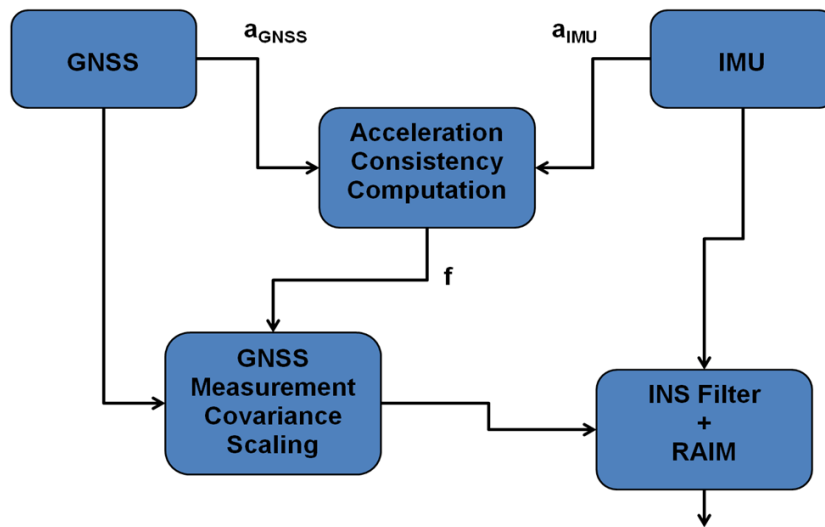 a_GNSS
a_IMU
GNSS
IMU
Acceleration
Consistency
Computation
f
GNSS
Measurement
Covariance
Scaling
INS Filter
+
RAIM